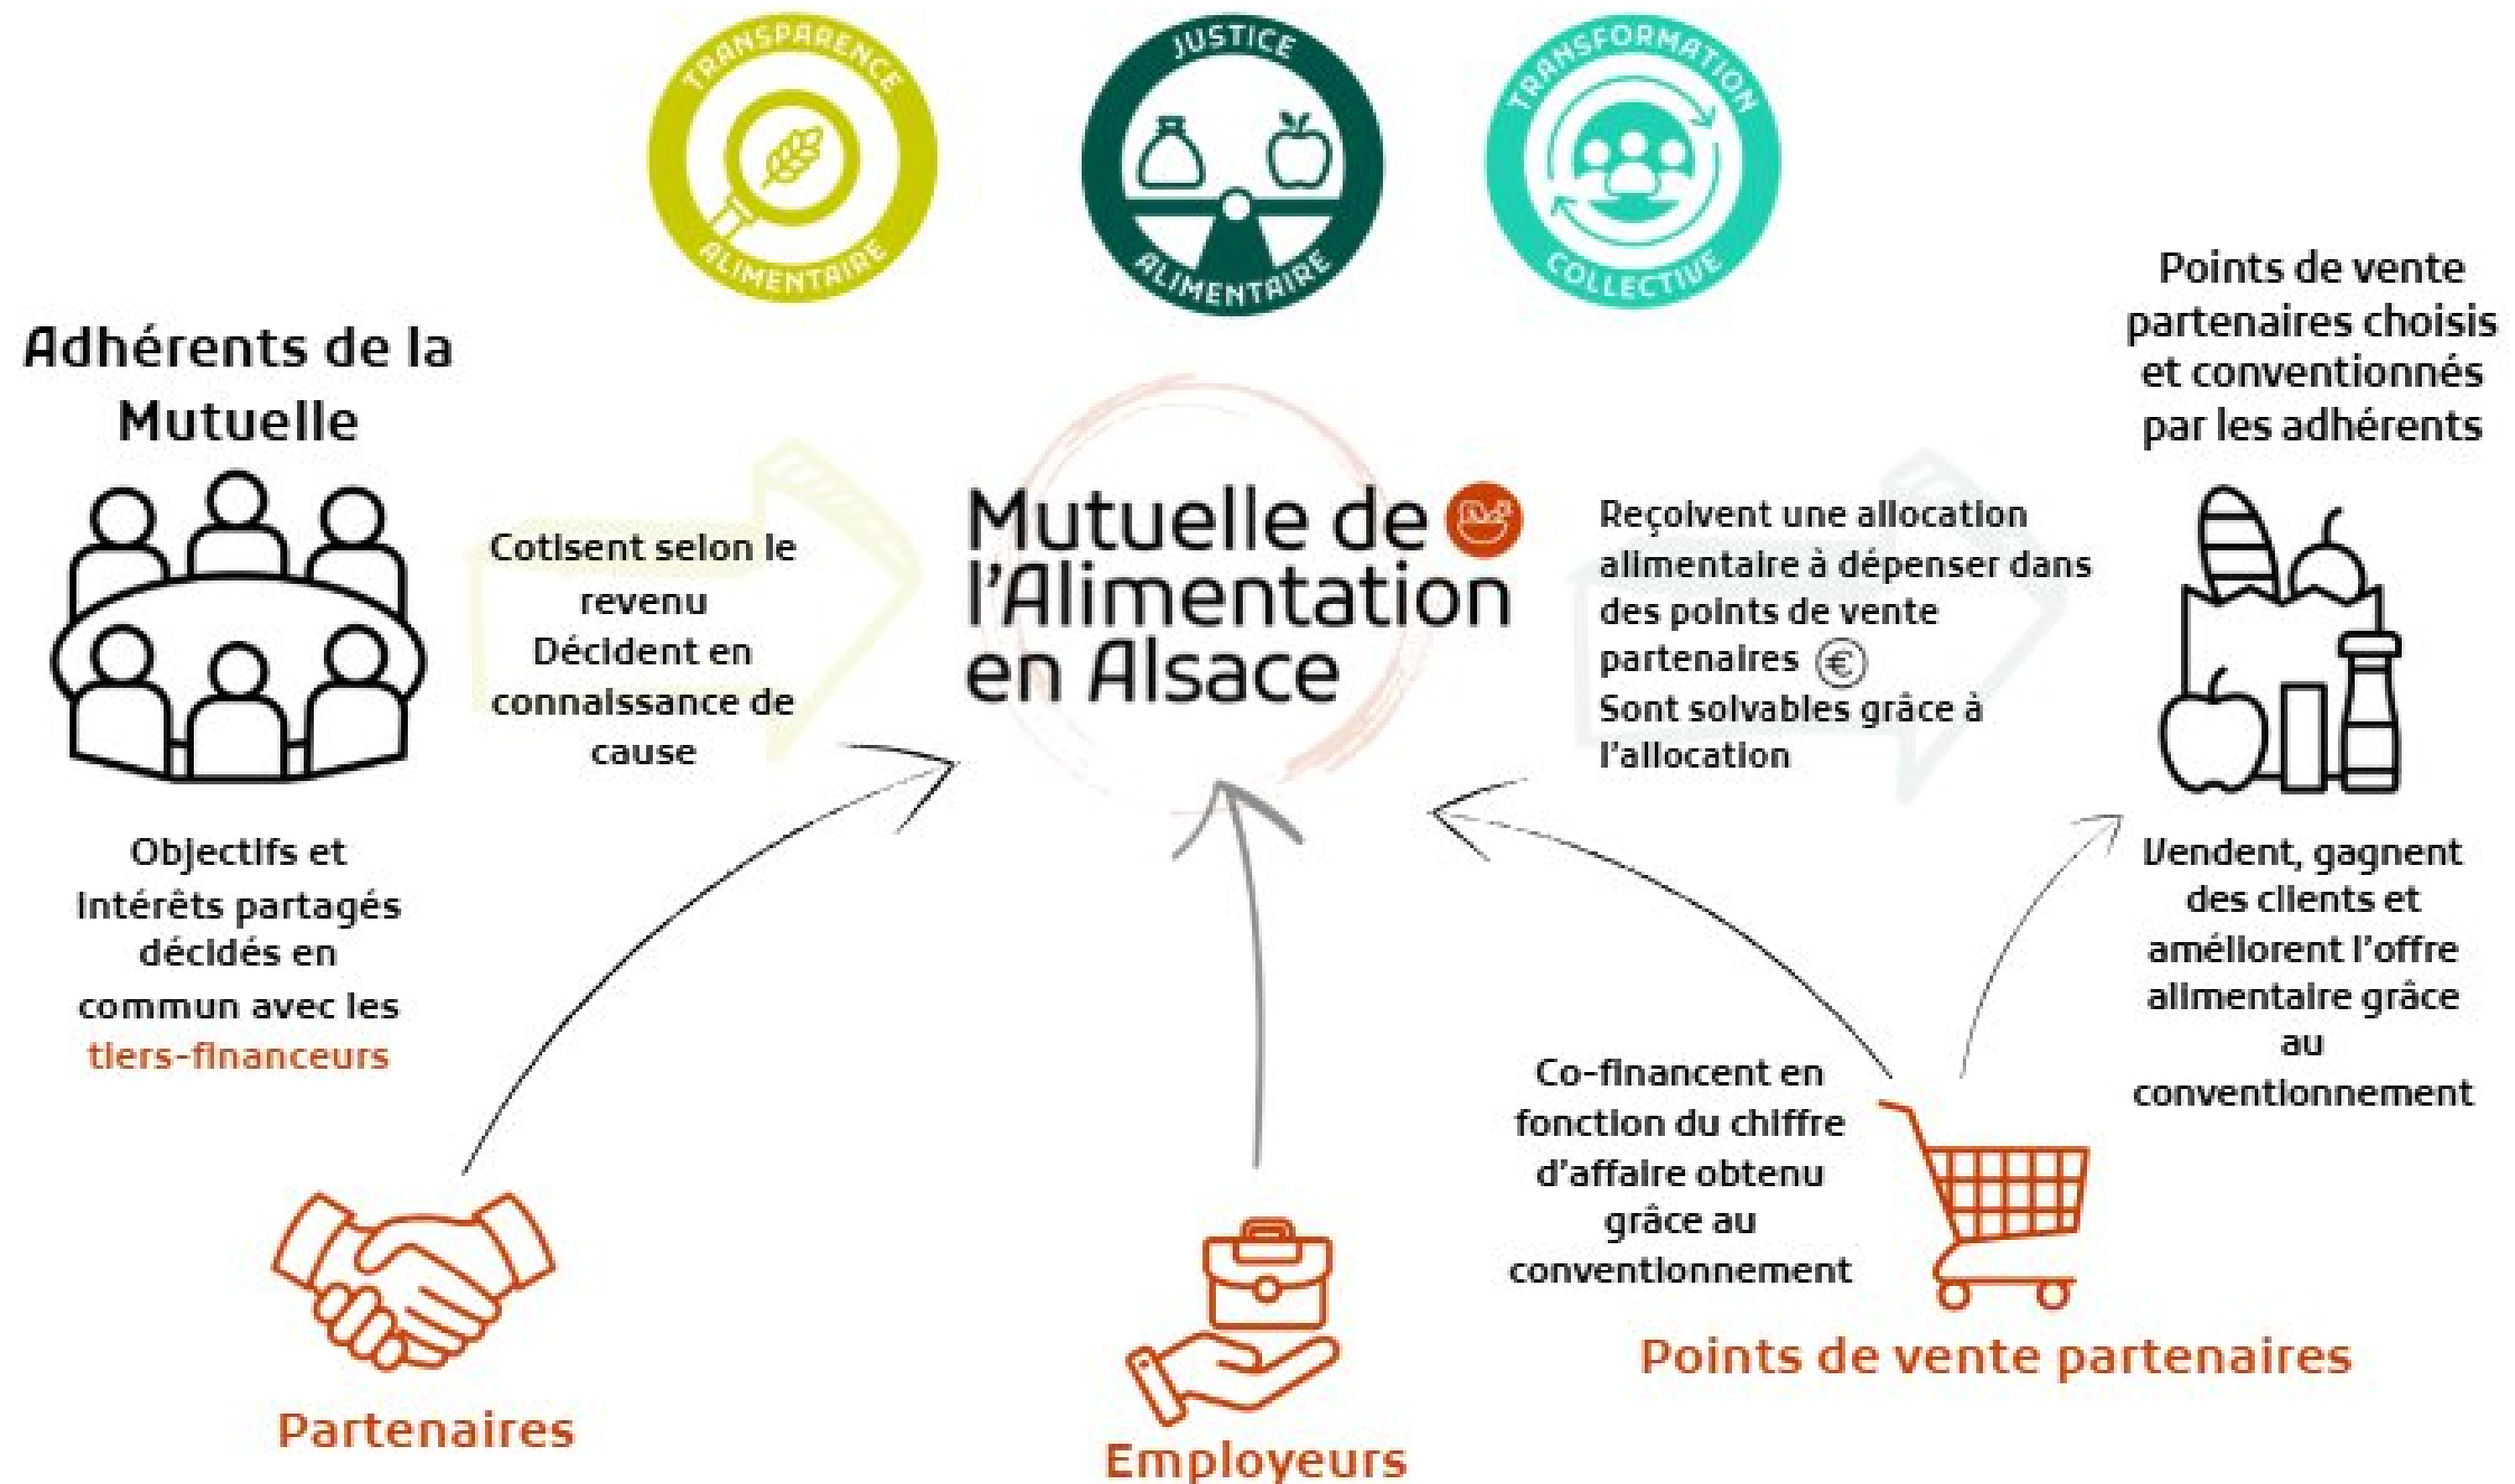 TRANSPARENCE
ALIMENTAIRE
JUSTICE
ALIMENTAIRE
TRANSFORMATION
COLLECTIVE
Adhérents de la
Mutuelle
Cotisent selon le
revenu
Décident en
connaissance de
cause
Objectifs et
intérêts partagés
décidés en
commun avec les
tiers-financeurs
Mutuelle de
l'Alimentation
en Alsace
Reçoivent une allocation
alimentaire à dépenser dans
des points de vente
partenaires €
Sont solvables grâce à
l'allocation
Points de vente
partenaires choisis
et conventionnés
par les adhérents
Vendent, gagnent
des clients et
améliorent l'offre
alimentaire grâce
au
conventionnement
Co-financent en
fonction du chiffre
d'affaire obtenu
grâce au
conventionnement
Partenaires
Employeurs
Points de vente partenaires